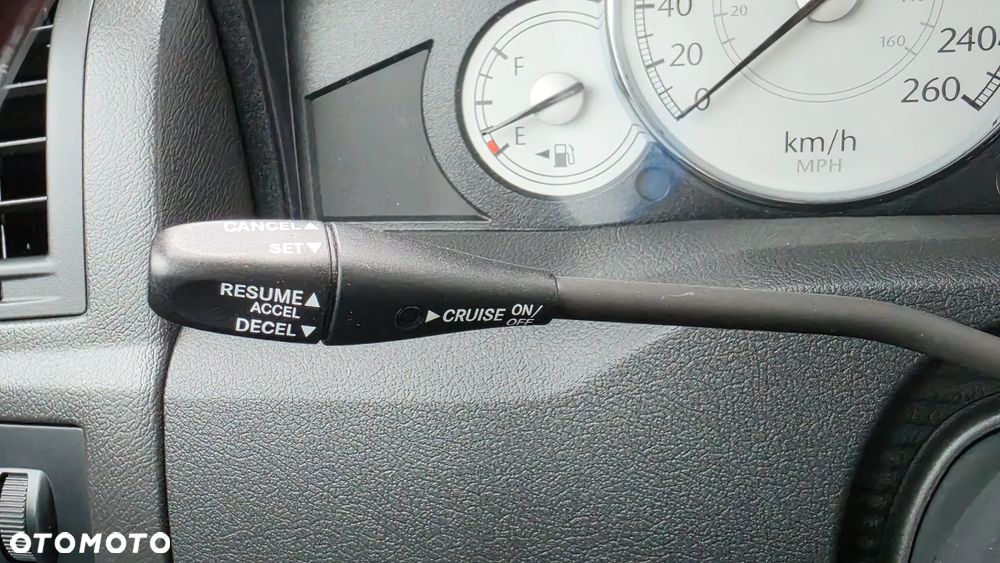 F
E
40
20
0
20
160
240
260
km/h
MPH
CANCEL▲
SET▼
RESUME▲
ACCEL
DECEL▼
▶CRUISE ON/
OFF
OTOMOTO